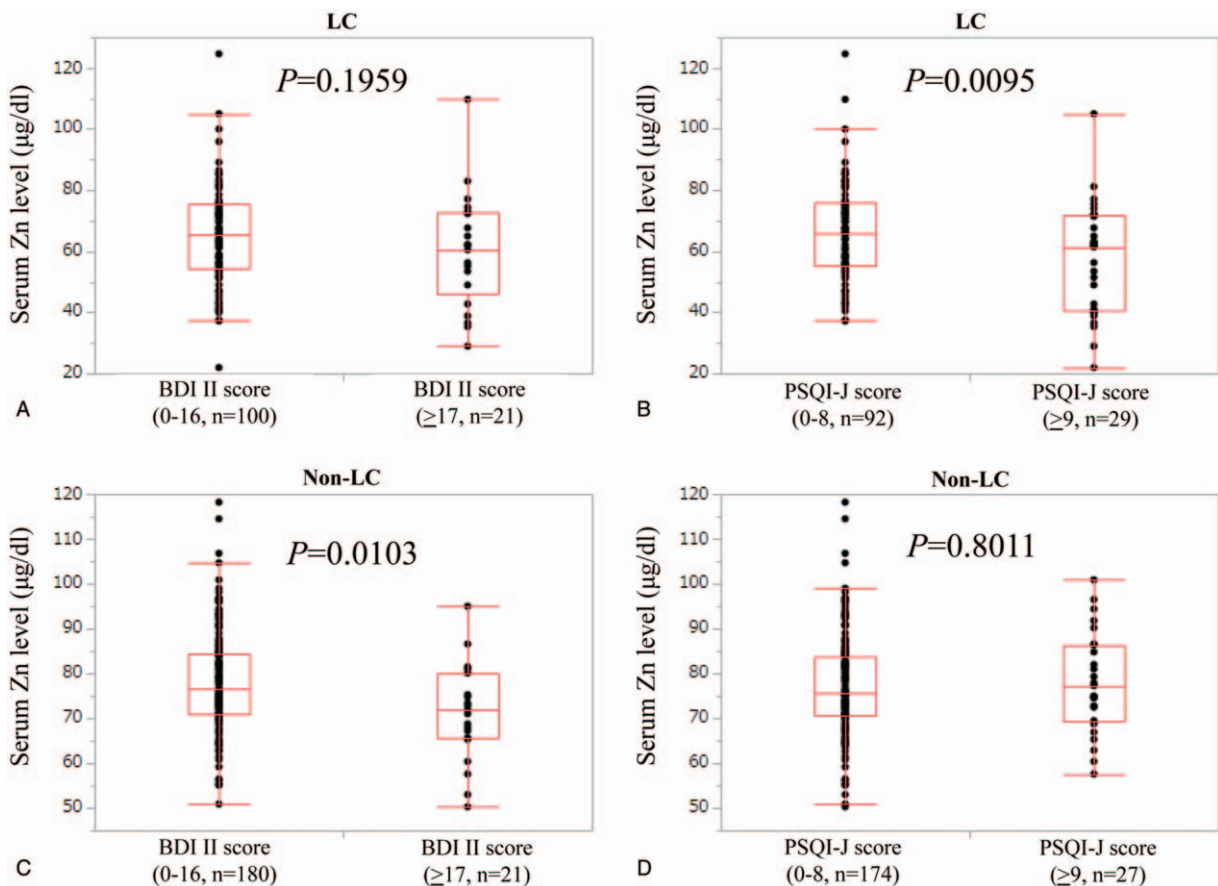 LC
Serum Zn level (μg/dl)
120
100
80
60
40
20
P=0.1959
BDI II score
(0-16, n=100)
BDI II score
(≥17, n=21)
A
LC
Serum Zn level (μg/dl)
120
100
80
60
40
20
P=0.0095
PSQI-J score
(0-8, n=92)
PSQI-J score
(≥9, n=29)
B
Non-LC
Serum Zn level (μg/dl)
120
110
100
90
80
70
60
50
P=0.0103
BDI II score
(0-16, n=180)
BDI II score
(≥17, n=21)
C
Non-LC
Serum Zn level (μg/dl)
120
110
100
90
80
70
60
50
P=0.8011
PSQI-J score
(0-8, n=174)
PSQI-J score
(≥9, n=27)
D